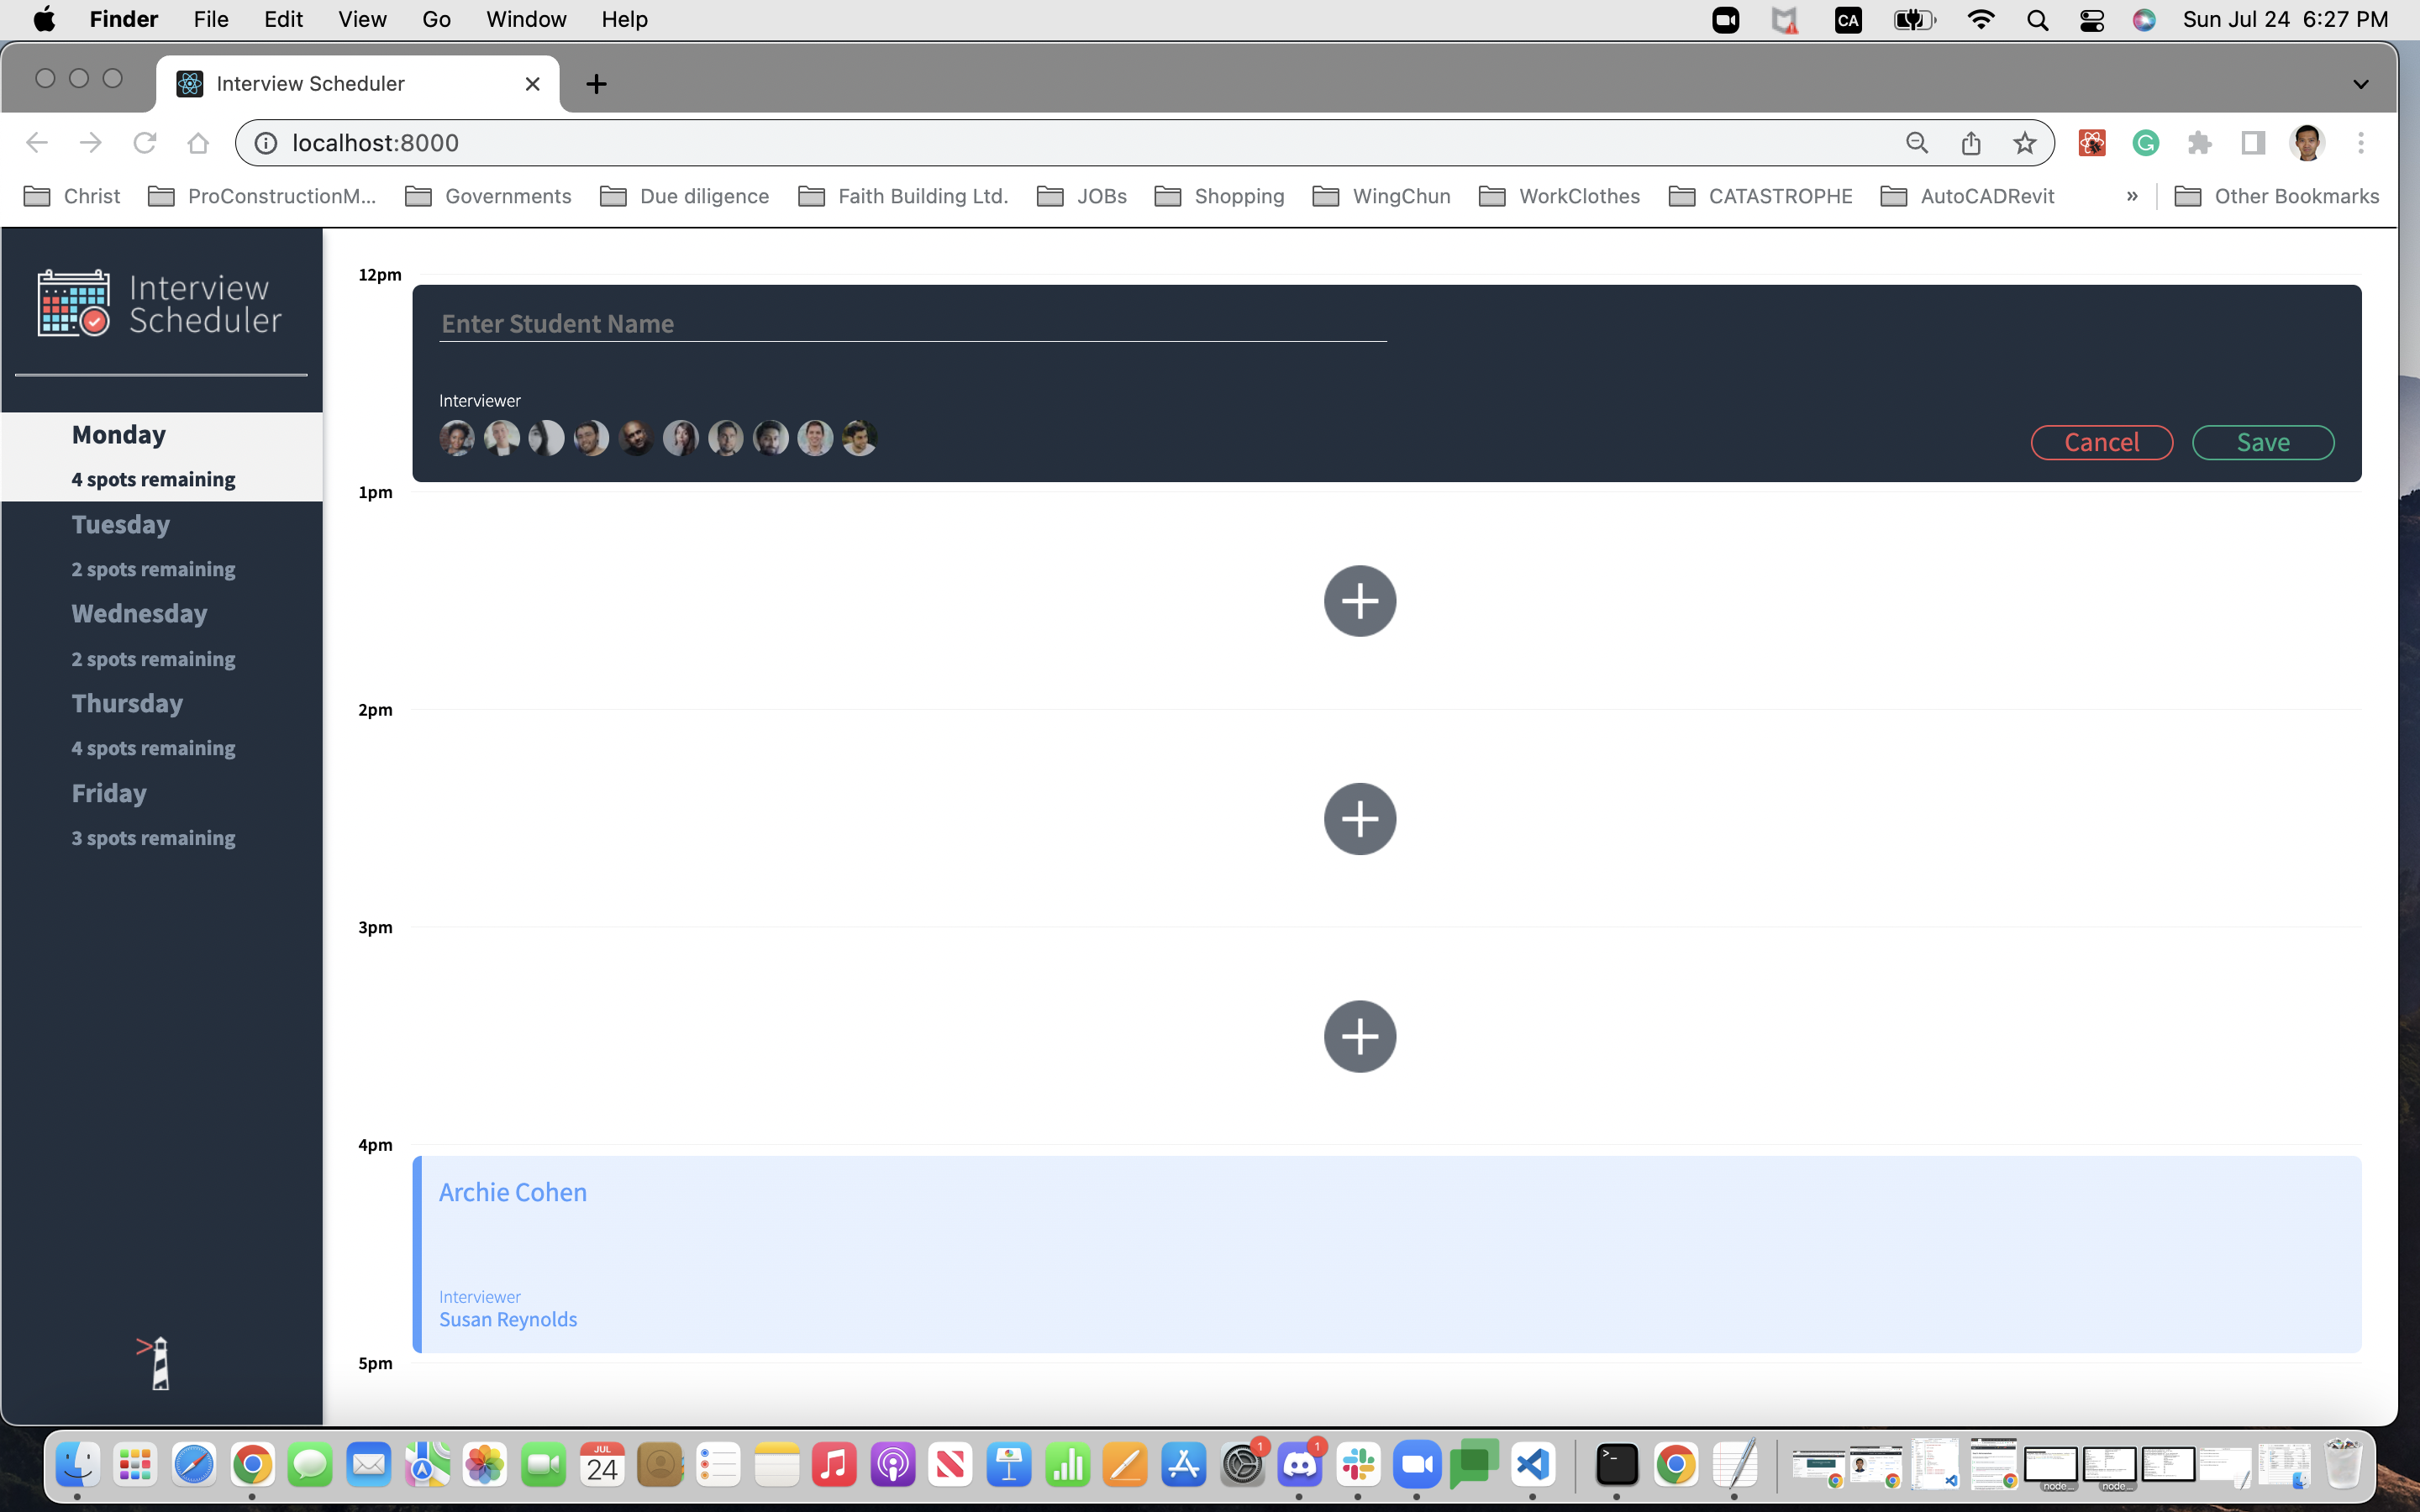 Finder File Edit View Go Window Help CA Sun Jul 24 6:27 PM
Interview Scheduler
localhost:8000
Christ ProConstructionM... Governments Due diligence Faith Building Ltd. JOBs Shopping WingChun WorkClothes CATASTROPHE AutoCADRevit » Other Bookmarks
Interview
Scheduler
Monday
4 spots remaining
Tuesday
2 spots remaining
Wednesday
2 spots remaining
Thursday
4 spots remaining
Friday
3 spots remaining
12pm
Enter Student Name
Interviewer
Cancel Save
1pm
2pm
3pm
4pm
Archie Cohen
Interviewer
Susan Reynolds
5pm
JUL
24
1
1
node...
node...